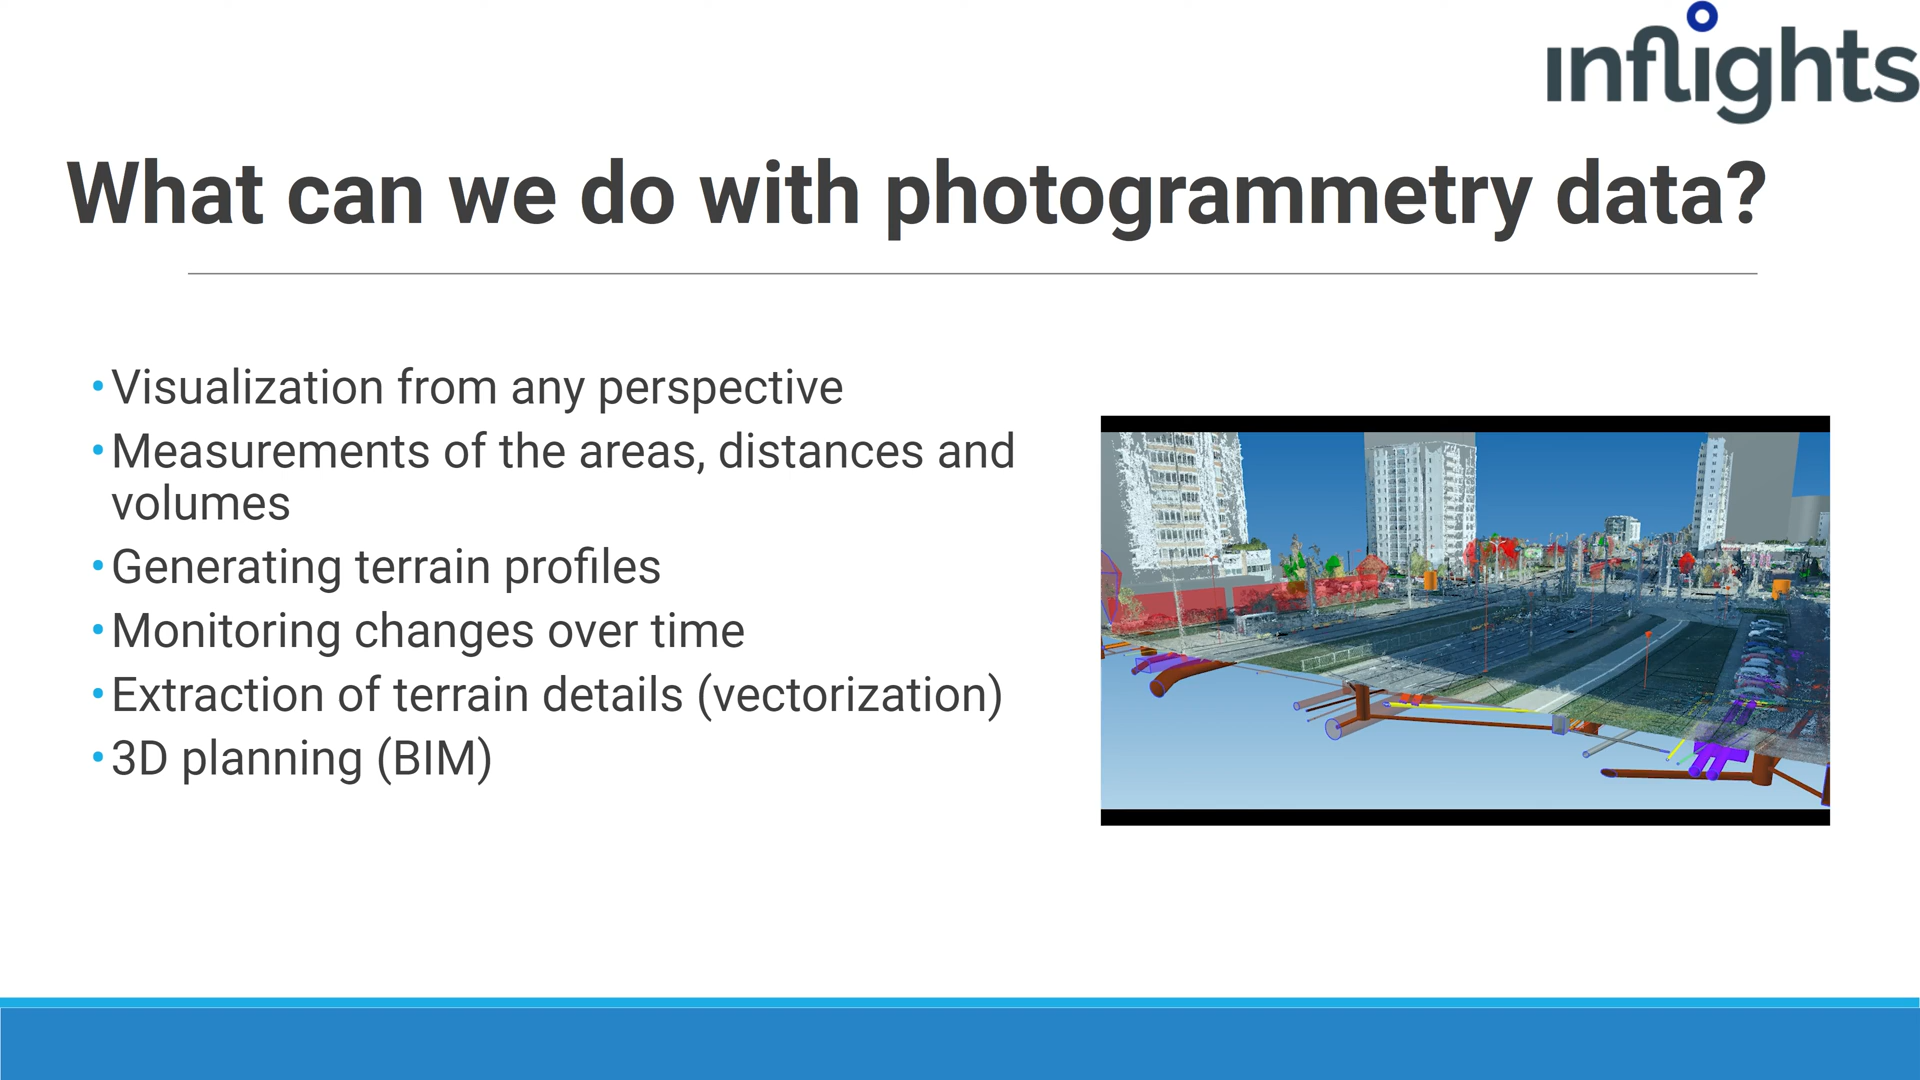 inflights
What can we do with photogrammetry data?
• Visualization from any perspective
• Measurements of the areas, distances and
volumes
• Generating terrain profiles
• Monitoring changes over time
• Extraction of terrain details (vectorization)
• 3D planning (BIM)